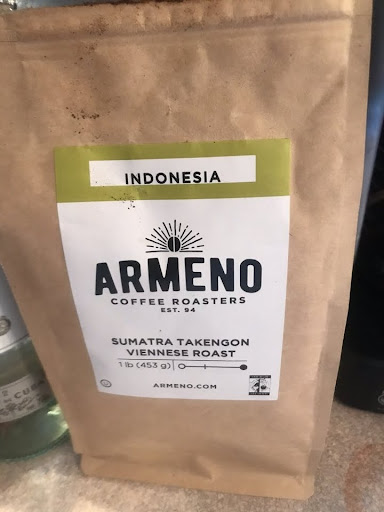 INDONESIA
ARMENO
COFFEE ROASTERS
EST. 94
SUMATRA TAKENGON
VIENNESE ROAST
1 lb (453 g)
ARMENO.COM